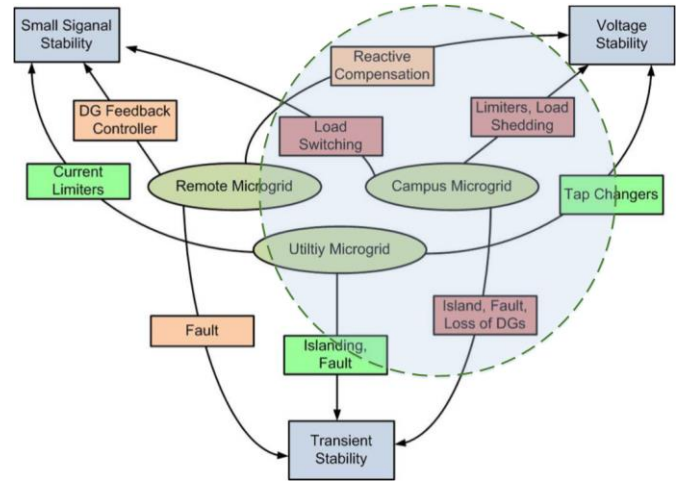 Small Siganal
Stability
Voltage
Stability
Reactive
Compensation
DG Feedback
Controller
Load
Switching
Limiters, Load
Shedding
Current
Limiters
Remote Microgrid
Campus Microgrid
Tap Changers
Utiltiy Microgrid
Fault
Islanding,
Fault
Island, Fault,
Loss of DGs
Transient
Stability